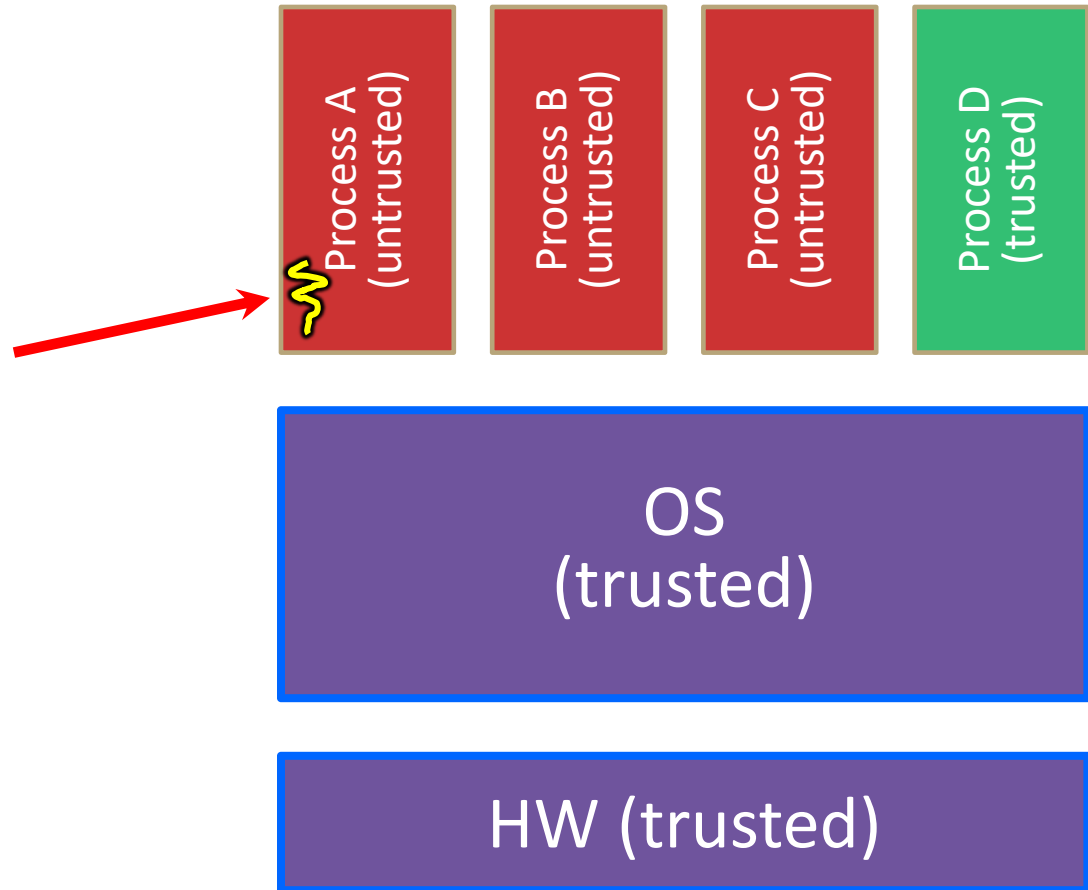 Process A
(untrusted)
Process B
(untrusted)
Process C
(untrusted)
Process D
(trusted)
OS
(trusted)
HW (trusted)